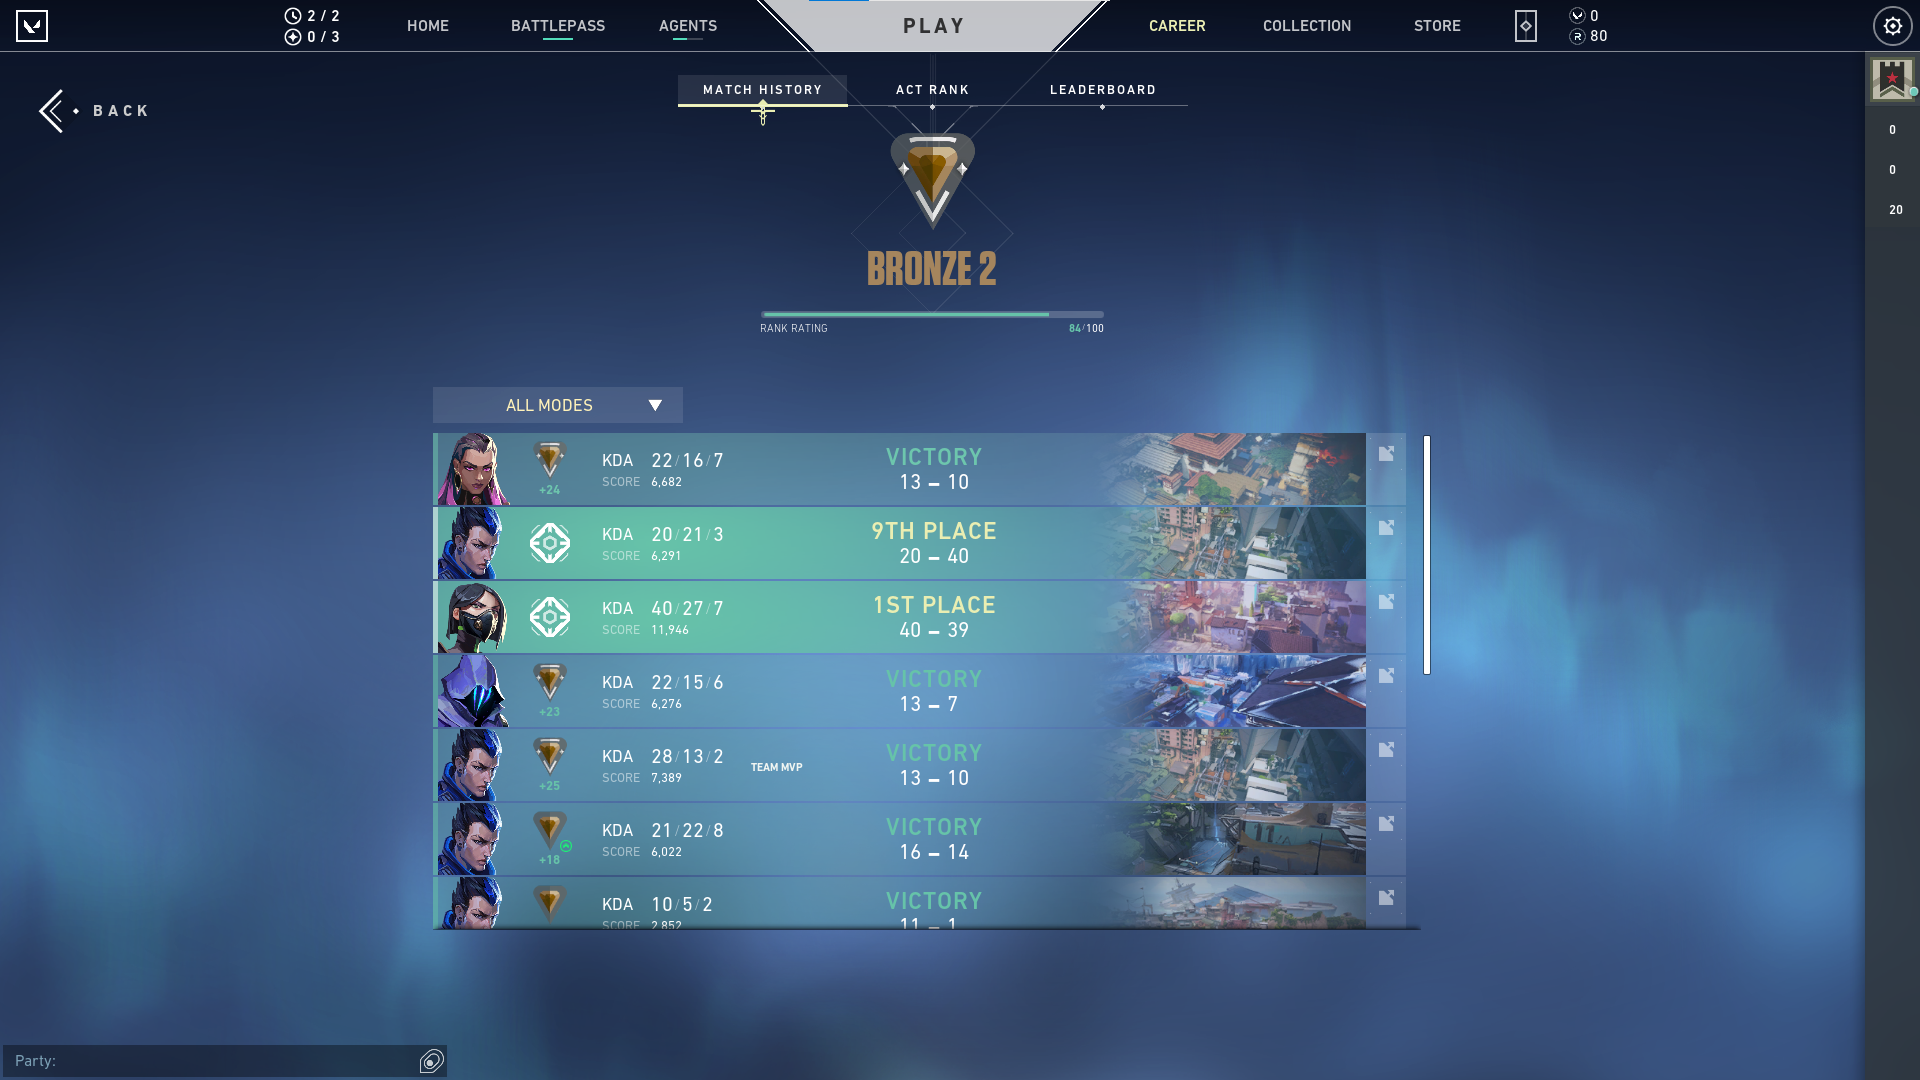 2 / 2
0 / 3
HOME
BATTLEPASS
AGENTS
PLAY
CAREER
COLLECTION
STORE
0
80
BACK
MATCH HISTORY
ACT RANK
LEADERBOARD
0
0
20
BRONZE 2
RANK RATING 84/100
ALL MODES
KDA 22/16/7
SCORE 6,682
+24
VICTORY
13 – 10
KDA 20/21/3
SCORE 6,291
9TH PLACE
20 – 40
KDA 40/27/7
SCORE 11,946
1ST PLACE
40 – 39
KDA 22/15/6
SCORE 6,276
+23
VICTORY
13 – 7
KDA 28/13/2
SCORE 7,389
+25
TEAM MVP
VICTORY
13 – 10
KDA 21/22/8
SCORE 6,022
+18
VICTORY
16 – 14
KDA 10/5/2
SCORE 2,852
VICTORY
11 – 1
Party: